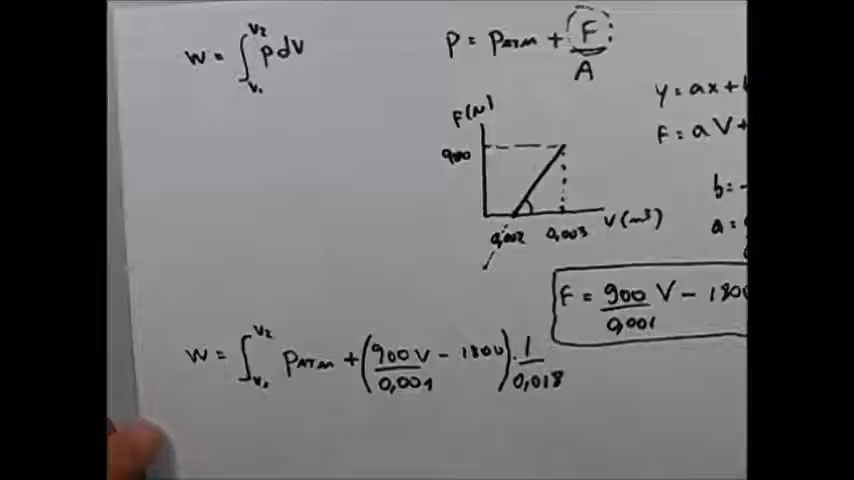 W = ∫ V2 V1 p dV
P = PATM + F/A
F(N)
y = ax +
900
F = aV +
b = -
V(m³)
a =
0,002 0,003
F = 900/0,001 V - 180
W = ∫ V2 V1 PATM + (900V/0,001 - 1800) · 1/0,018